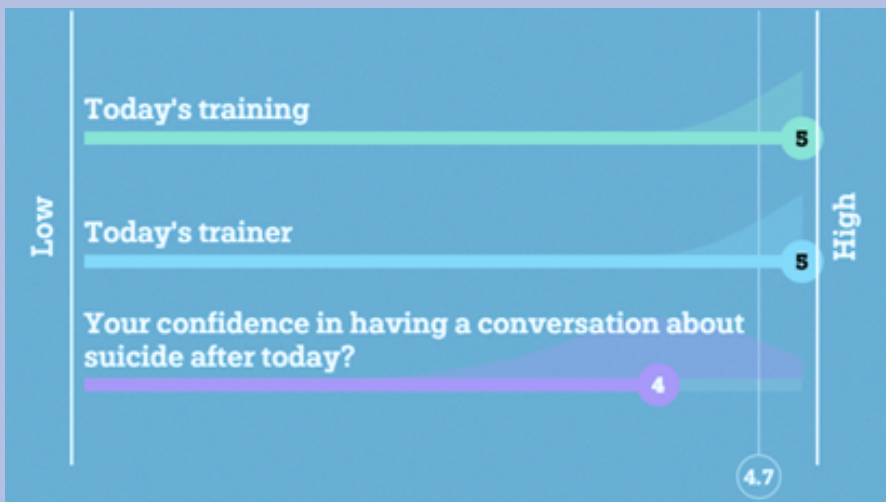 Low
Today's training
5
Today's trainer
5
High
Your confidence in having a conversation about
suicide after today?
4
4.7